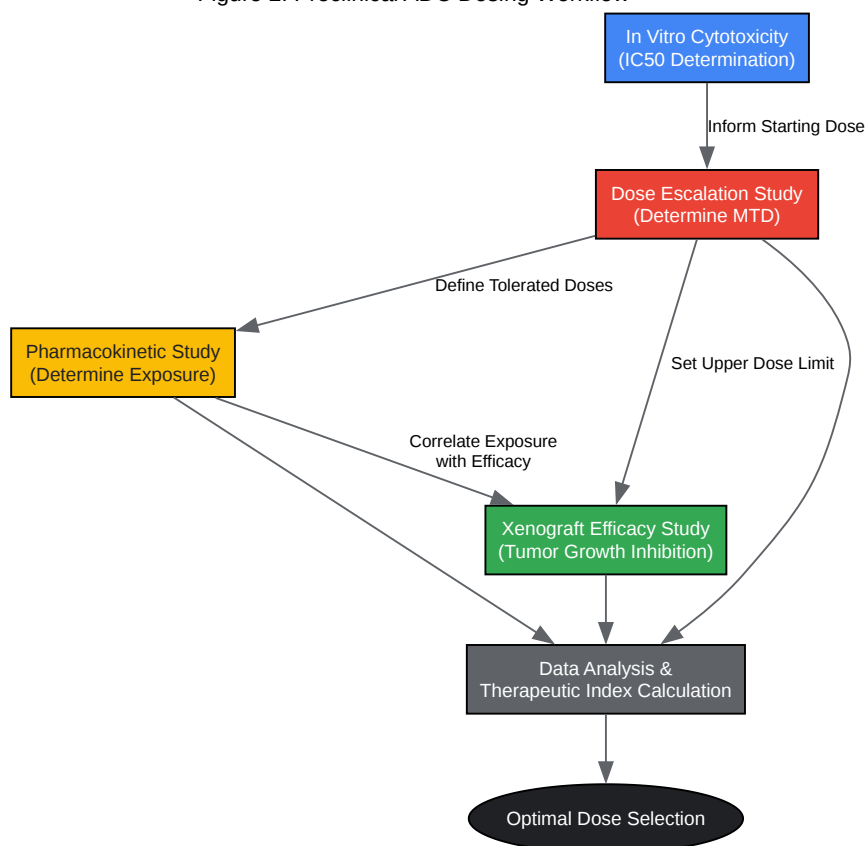 In Vitro Cytotoxicity
(IC50 Determination)
Inform Starting Dose
Dose Escalation Study
(Determine MTD)
Define Tolerated Doses
Pharmacokinetic Study
(Determine Exposure)
Set Upper Dose Limit
Correlate Exposure
with Efficacy
Xenograft Efficacy Study
(Tumor Growth Inhibition)
Data Analysis &
Therapeutic Index Calculation
Optimal Dose Selection